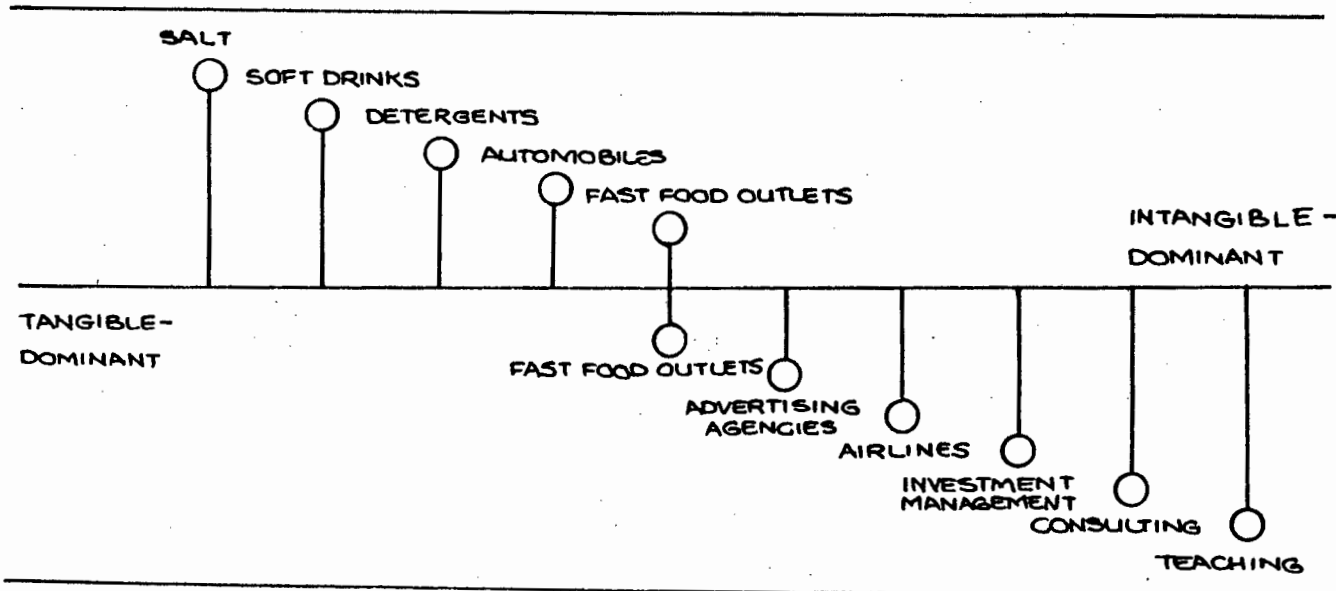 SALT
SOFT DRINKS
DETERGENTS
AUTOMOBILES
FAST FOOD OUTLETS
INTANGIBLE-
DOMINANT
TANGIBLE-
DOMINANT
FAST FOOD OUTLETS
ADVERTISING
AGENCIES
AIRLINES
INVESTMENT
MANAGEMENT
CONSULTING
TEACHING